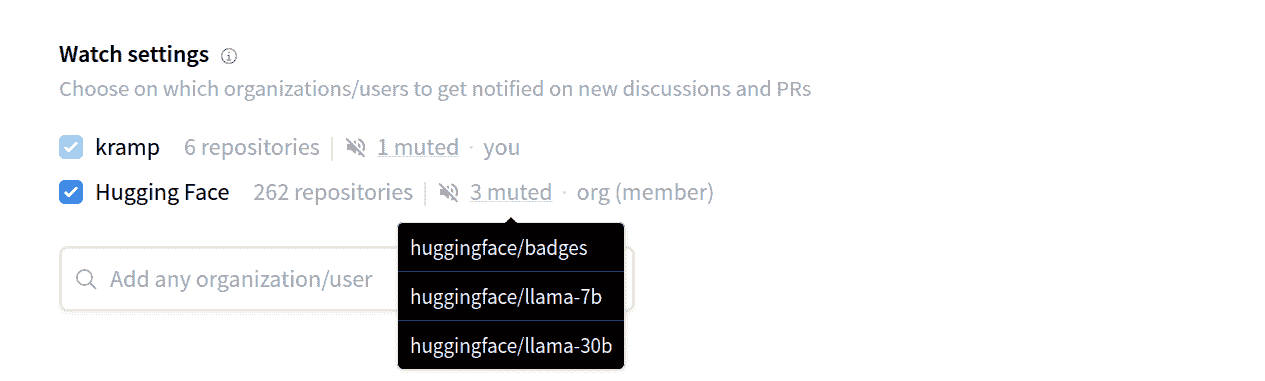 Watch settings
Choose on which organizations/users to get notified on new discussions and PRs
kramp 6 repositories | 1 muted · you
Hugging Face 262 repositories | 3 muted · org (member)
huggingface/badges
Add any organization/user
huggingface/llama-7b
huggingface/llama-30b